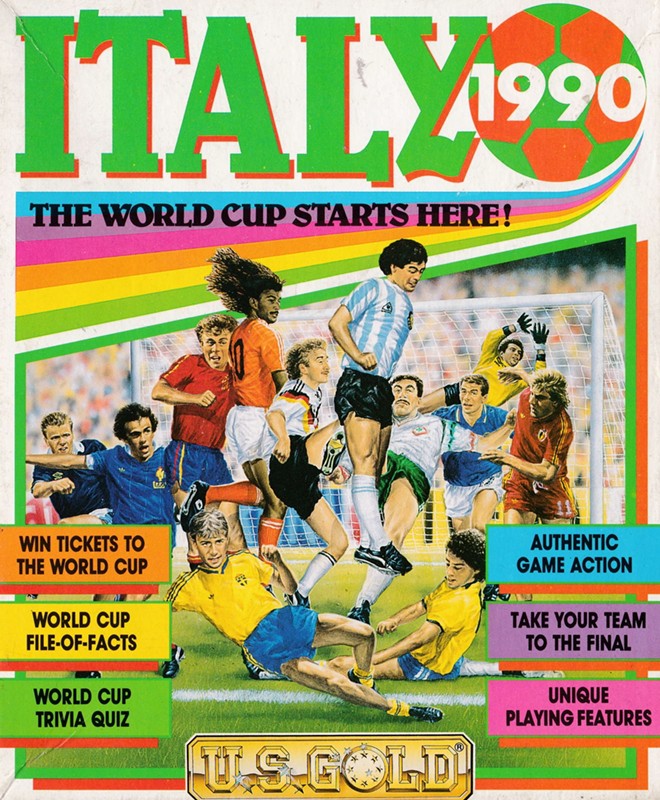 ITALY
1990
THE WORLD CUP STARTS HERE!
10
WIN TICKETS TO
THE WORLD CUP
WORLD CUP
FILE-OF-FACTS
WORLD CUP
TRIVIA QUIZ
AUTHENTIC
GAME ACTION
TAKE YOUR TEAM
TO THE FINAL
UNIQUE
PLAYING FEATURES
U.S. GOLD®